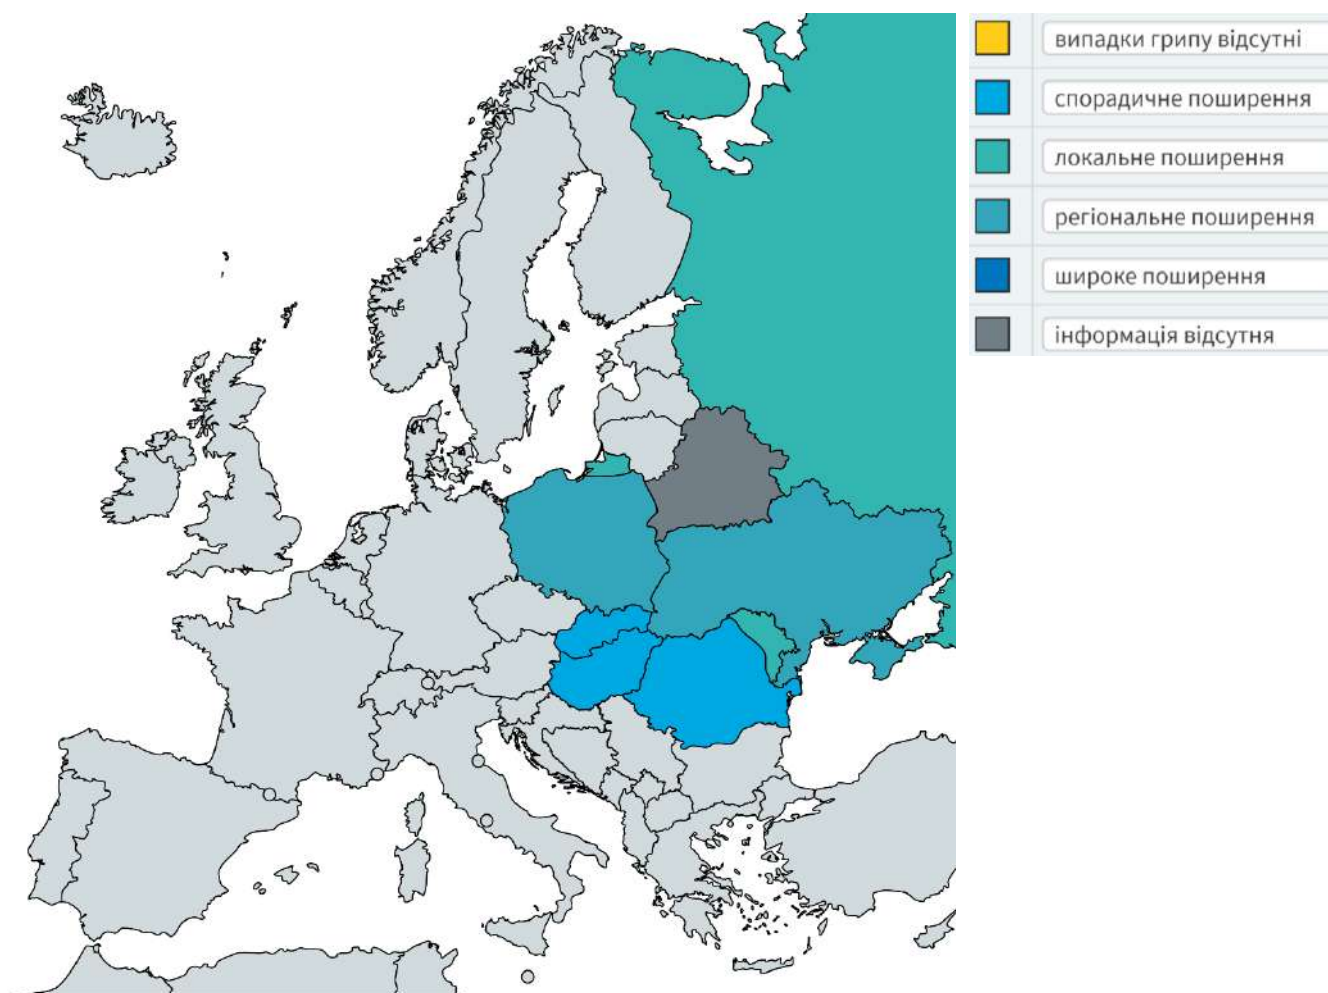 випадки грипу відсутні
спорадичне поширення
локальне поширення
регіональне поширення
широке поширення
інформація відсутня